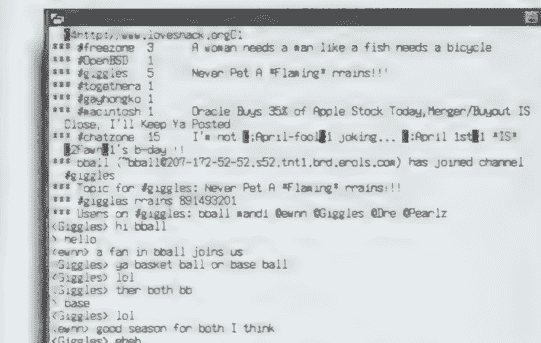 4http://www.loveshack.org
*** #freezone 3 A woman needs a man like a fish needs a bicycle
*** #OpenBSD 1
*** #giggles 5 Never Pet A *Flaming* rrains!!'
*** #togethera 1
*** #gayhongko 1
*** #macintosh 1 Oracle Buys 35% of Apple Stock Today,Merger/Buyout IS
Close, I'll Keep Ya Posted
*** #chatzone 15 I'm not :April-fool 1 joking... :April 1st 1 *IS*
2Fawn 1's b-day !!
*** bball (~bball@207-172-52-52.s52.tnt1.brd.erols.com) has joined channel
#giggles
*** Topic for #giggles: Never Pet A *Flaming* rrains!!!
*** #giggles rrains 891493201
*** Users on #giggles: bball mandi @ewnn @Giggles @Dre @Pearlz
<Giggles> hi bball
> hello
<ewnn> a fan in bball joins us
<Giggles> ya basket ball or base ball
<Giggles> lol
<Giggles> ther both bb
> base
<Giggles> lol
<ewnn> good season for both I think
<Giggles> eheh